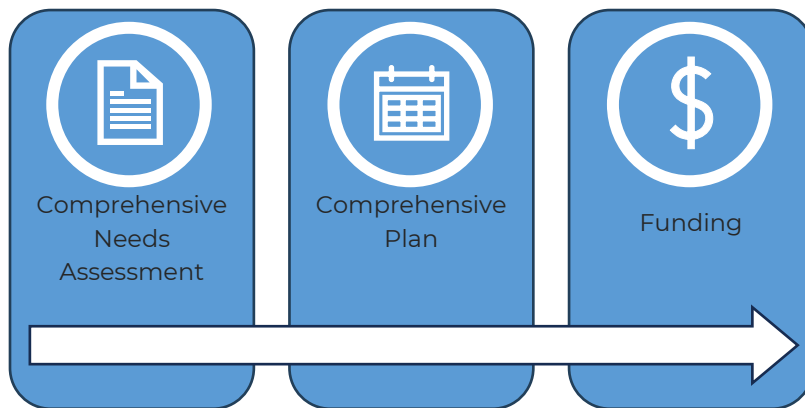 Comprehensive
Needs
Assessment
Comprehensive
Plan
Funding